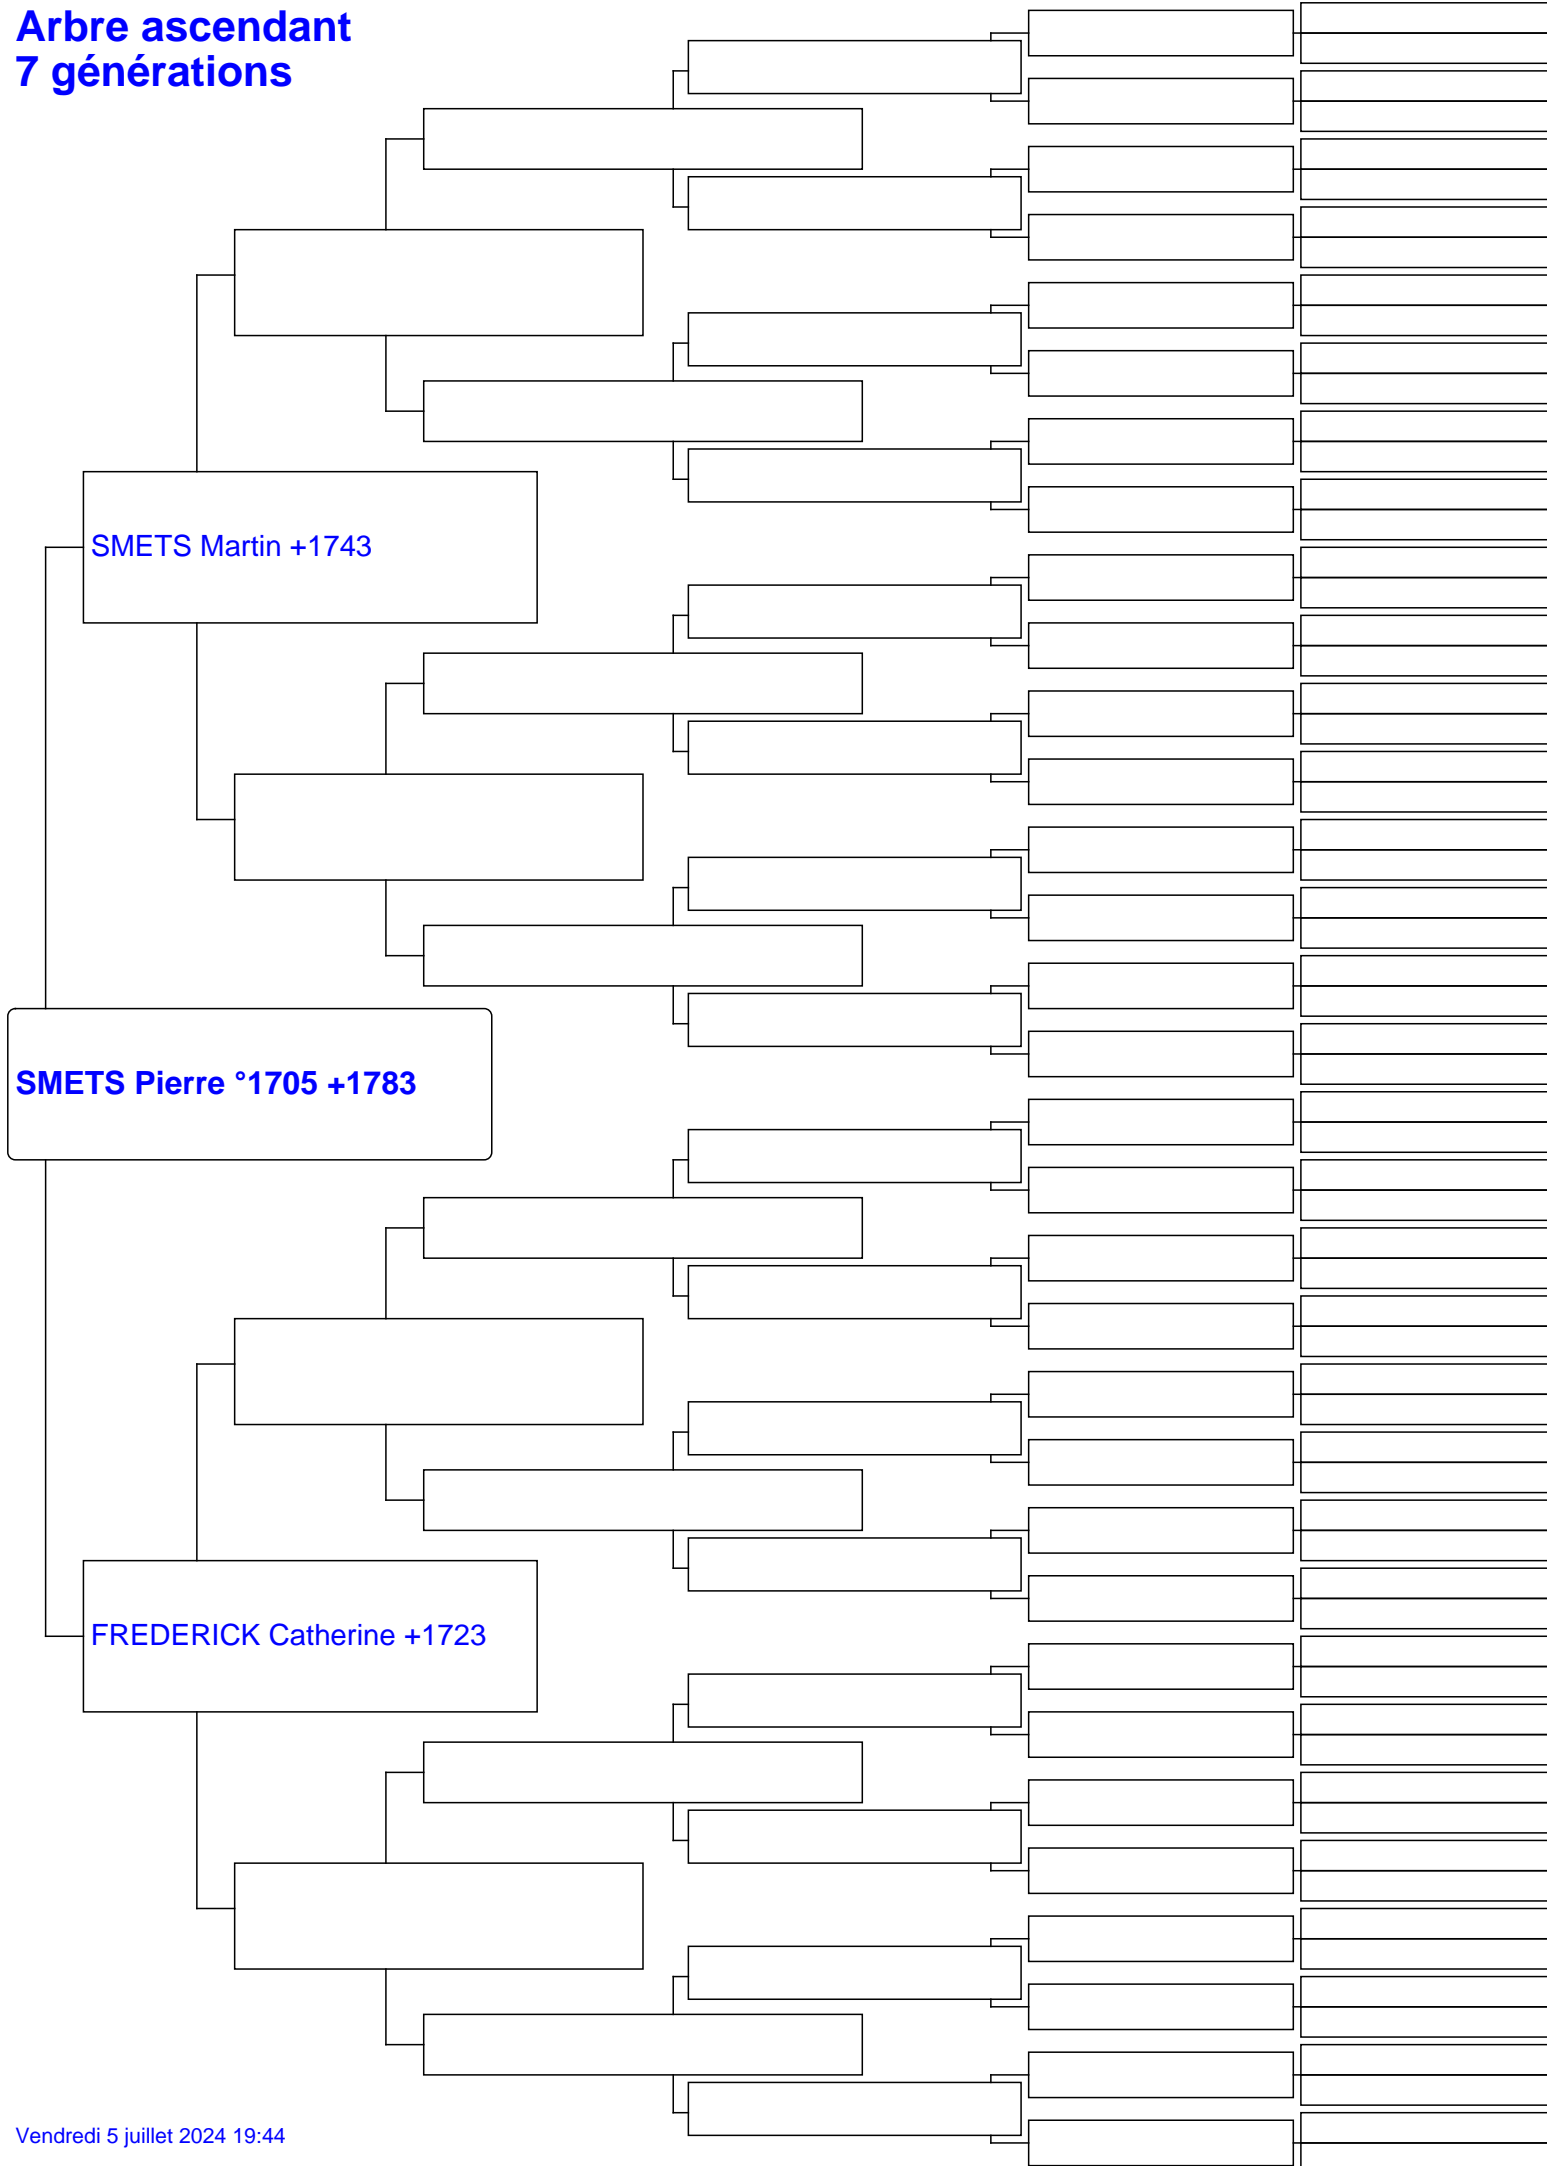 Arbre ascendant
7 générations
SMETS Martin +1743
SMETS Pierre °1705 +1783
FREDERICK Catherine +1723
Vendredi 5 juillet 2024 19:44